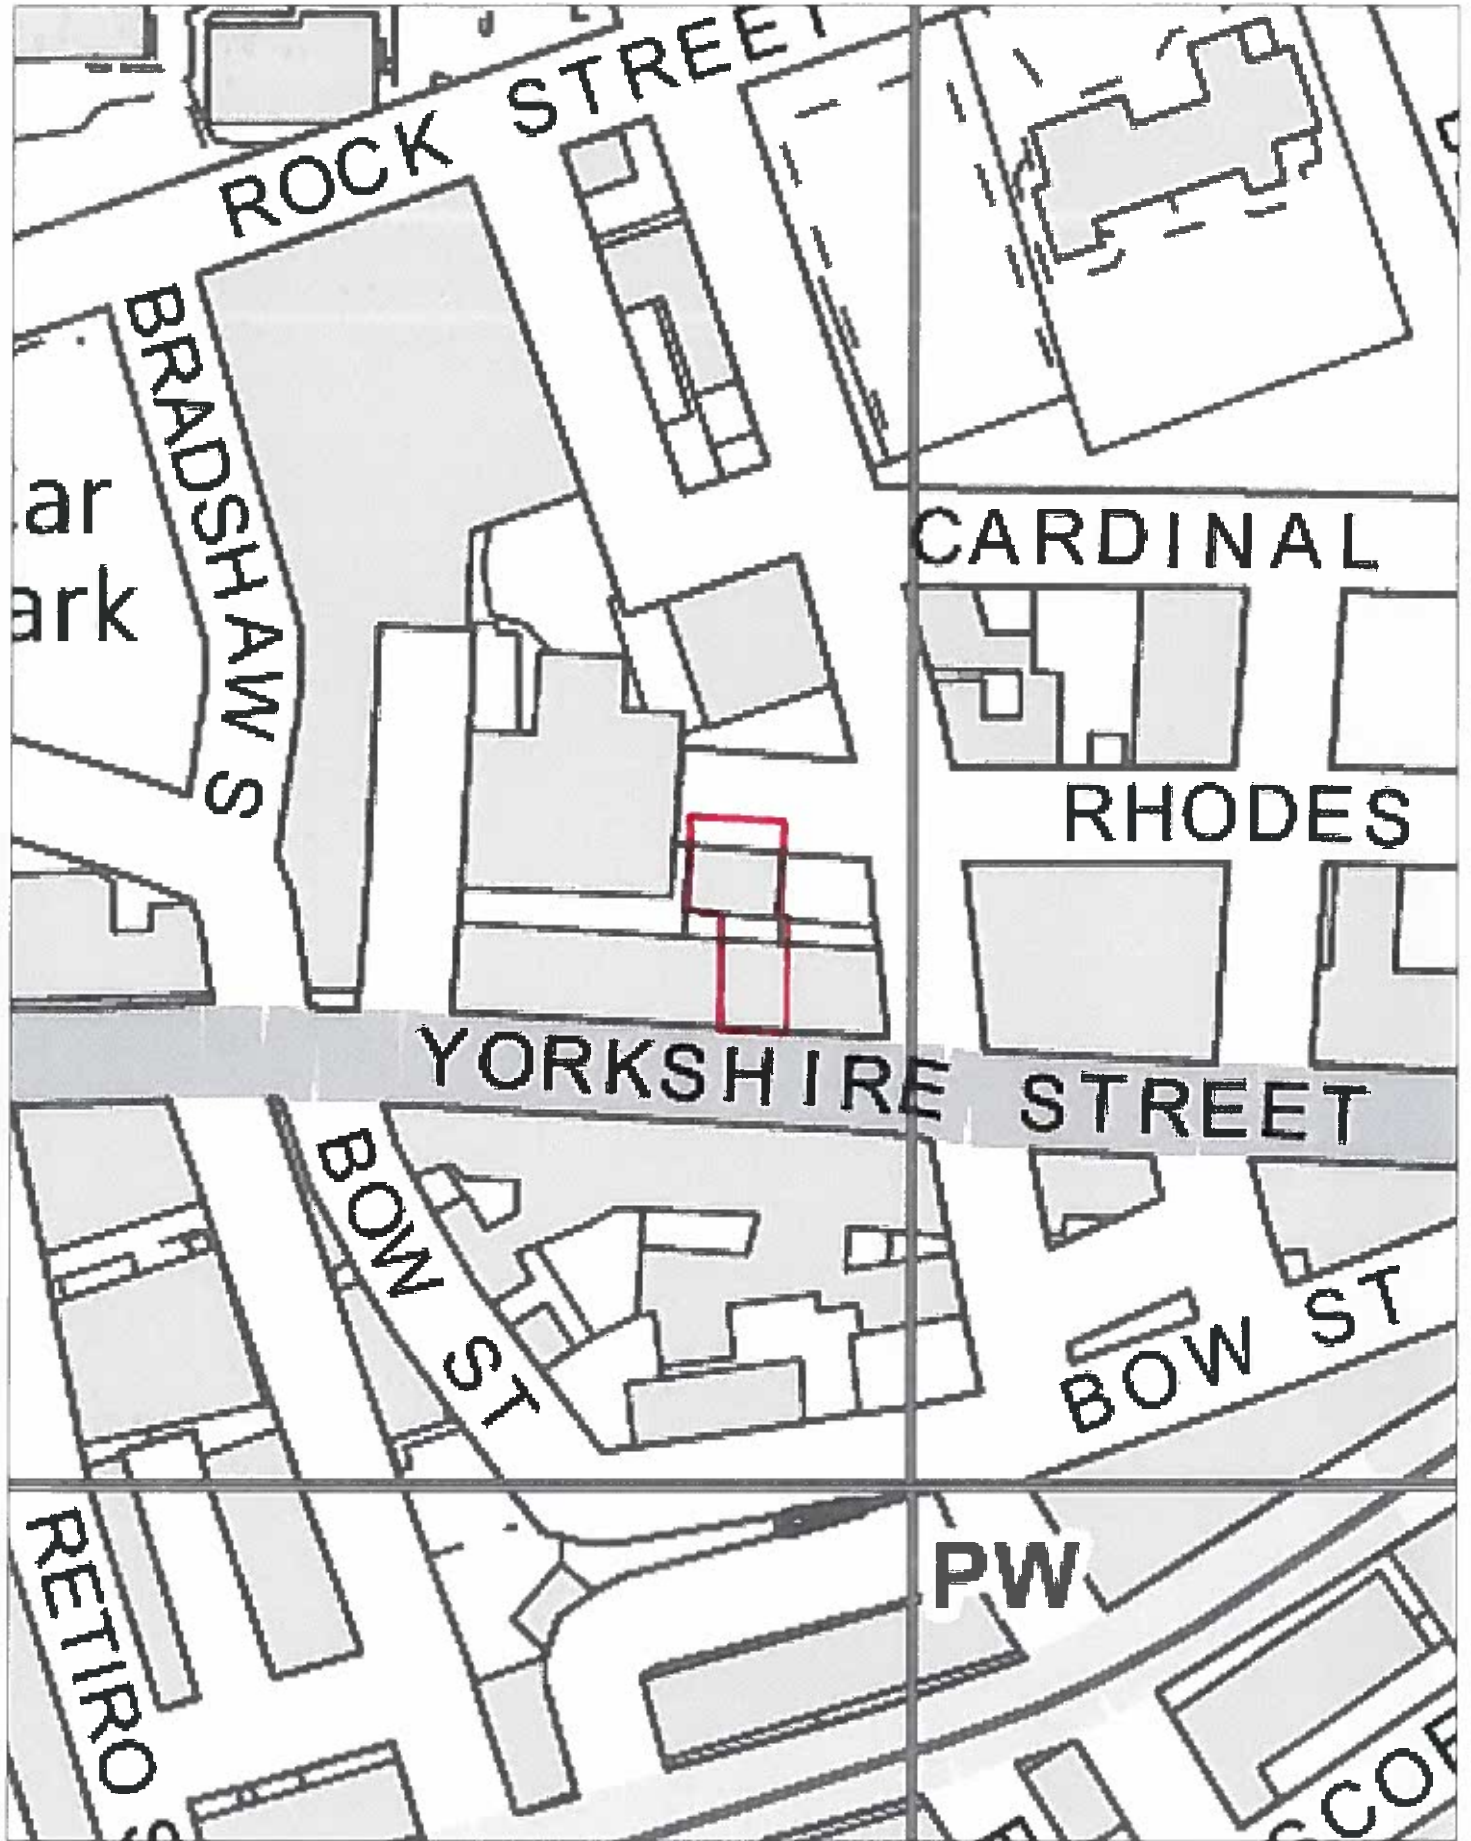 ROCK STREET
BRADSHAW S
ar
ark
CARDINAL
RHODES
YORKSHIRE STREET
BOW ST
BOW ST
PW
RETIRO S